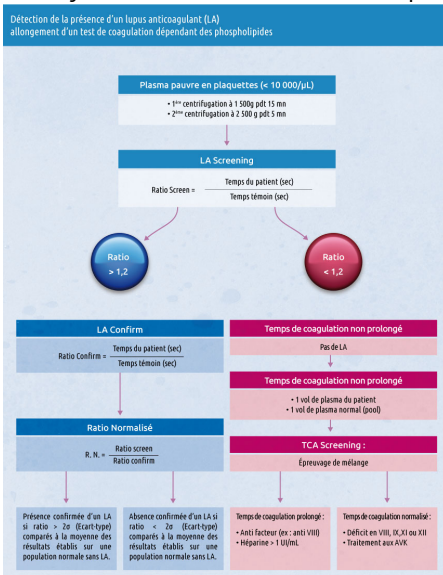 Détection de la présence d'un lupus anticoagulant (LA)
allongement d'un test de coagulation dépendant des phospholipides
Plasma pauvre en plaquettes (< 10 000/µL)
• 1ère centrifugation à 1 500g pdt 15 mn
• 2ème centrifugation à 2 500 g pdt 5 mn
LA Screening
Ratio Screen =
Temps du patient (sec)
Temps témoin (sec)
Ratio
> 1,2
Ratio
< 1,2
LA Confirm
Ratio Confirm =
Temps du patient (sec)
Temps témoin (sec)
Ratio Normalisé
R. N. =
Ratio screen
Ratio confirm
Présence confirmée d'un LA
si ratio > 2σ (Ecart-type)
comparés à la moyenne des
résultats établis sur une
population normale sans LA.
Absence confirmée d'un LA si
ratio < 2σ (Ecart-type)
comparés à la moyenne des
résultats établis sur une
population normale sans LA.
Temps de coagulation non prolongé
Pas de LA
Temps de coagulation non prolongé
• 1 vol de plasma du patient
• 1 vol de plasma normal (pool)
TCA Screening :
Épreuvage de mélange
Temps de coagulation prolongé :
• Anti facteur (ex : anti VIII)
• Héparine > 1 UI/mL
Temps de coagulation normalisé :
• Déficit en VIII, IX,XI ou XII
• Traitement aux AVK